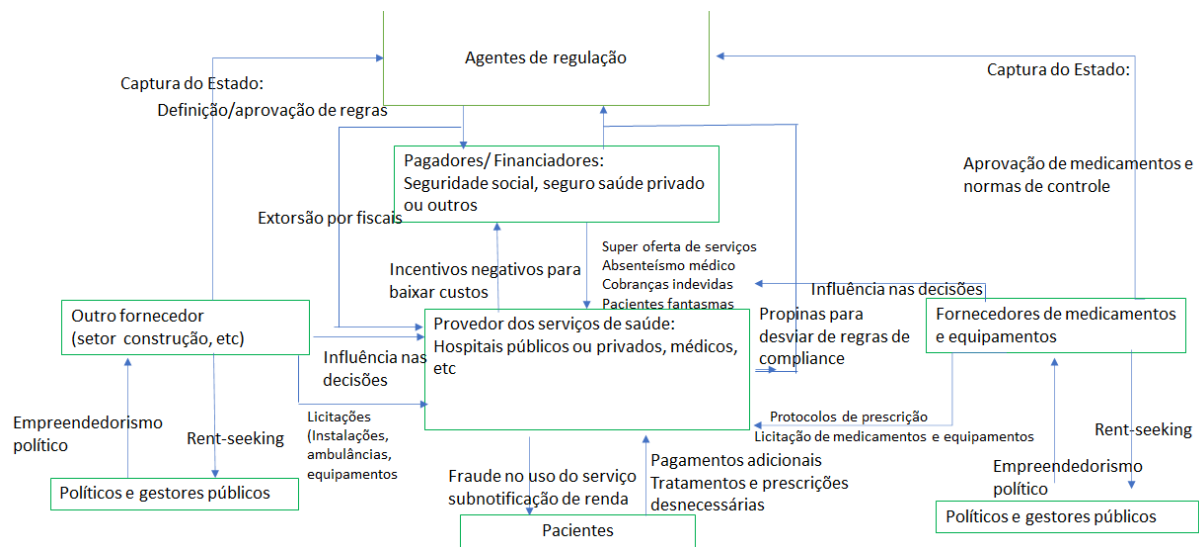 Agentes de regulação
Captura do Estado:
Definição/aprovação de regras
Captura do Estado:
Aprovação de medicamentos e
normas de controle
Pagadores/ Financiadores:
Seguridade social, seguro saúde privado
ou outros
Extorsão por fiscais
Incentivos negativos para
baixar custos
Super oferta de serviços
Absenteísmo médico
Cobranças indevidas
Pacientes fantasmas
Influência nas decisões
Outro fornecedor
(setor construção, etc)
Influência nas
decisões
Provedor dos serviços de saúde:
Hospitais públicos ou privados, médicos,
etc
Propinas para
desviar de regras de
compliance
Fornecedores de medicamentos
e equipamentos
Empreendedorismo
político
Rent-seeking
Licitações
(Instalações,
ambulâncias,
equipamentos
Protocolos de prescrição
Licitação de medicamentos e equipamentos
Rent-seeking
Empreendedorismo
político
Políticos e gestores públicos
Fraude no uso do serviço
subnotificação de renda
Pagamentos adicionais
Tratamentos e prescrições
desnecessárias
Pacientes
Políticos e gestores públicos